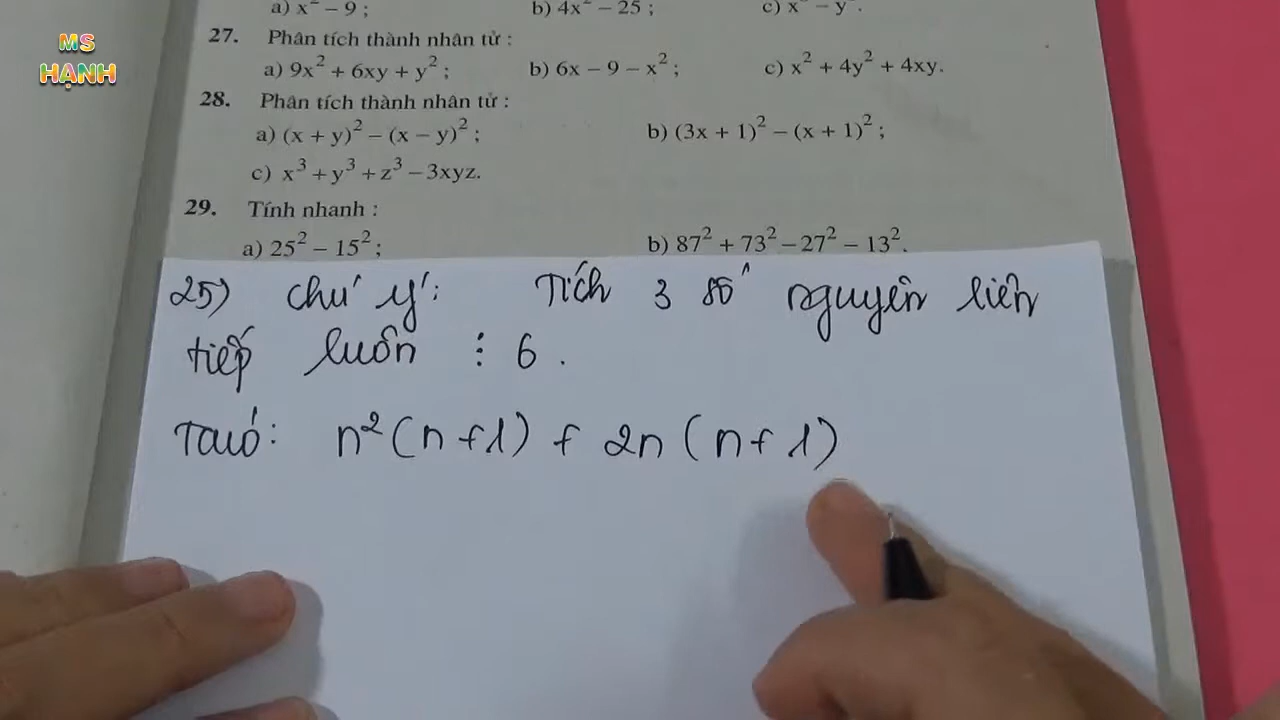 MS
HẠNH
a) x² – 9 ; b) 4x² – 25 ; c) x⁶ – y⁶.
27. Phân tích thành nhân tử :
a) 9x² + 6xy + y² ; b) 6x – 9 – x² ; c) x² + 4y² + 4xy.
28. Phân tích thành nhân tử :
a) (x + y)² – (x – y)² ; b) (3x + 1)² – (x + 1)² ;
c) x³ + y³ + z³ – 3xyz.
29. Tính nhanh :
a) 25² – 15² ; b) 87² + 73² – 27² – 13².
25) Chú ý: Tích 3 số nguyên liên
tiếp luôn ⋮ 6 .
Ta có: n² (n + 1) + 2n (n + 1)